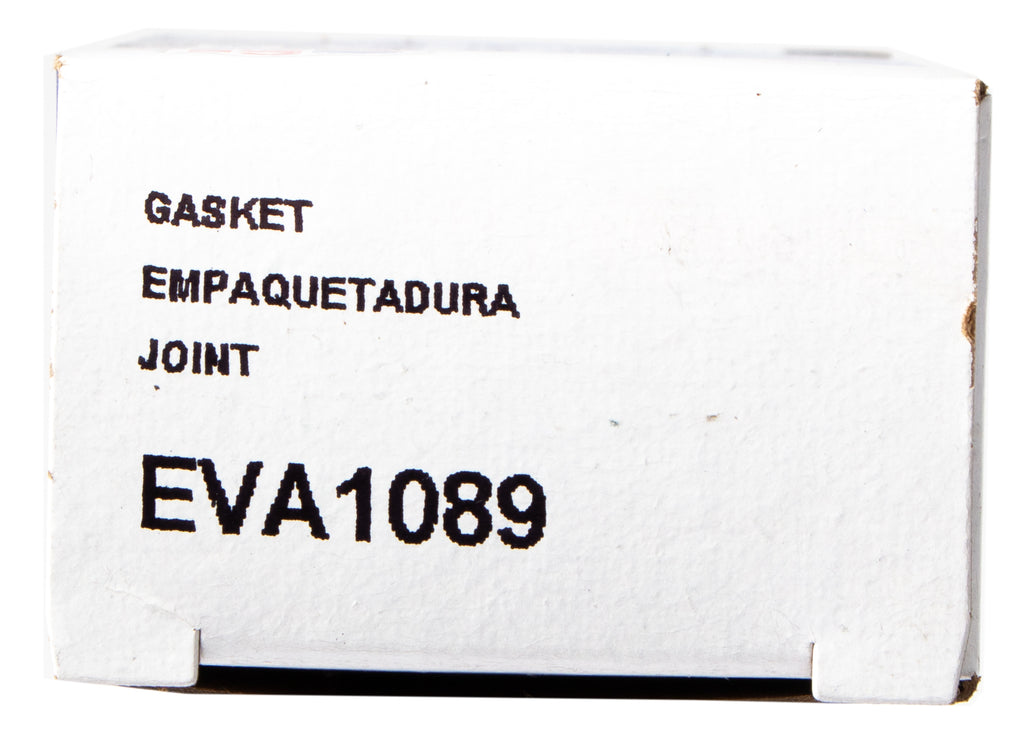 GASKET
EMPAQUETADURA
JOINT
EVA1089